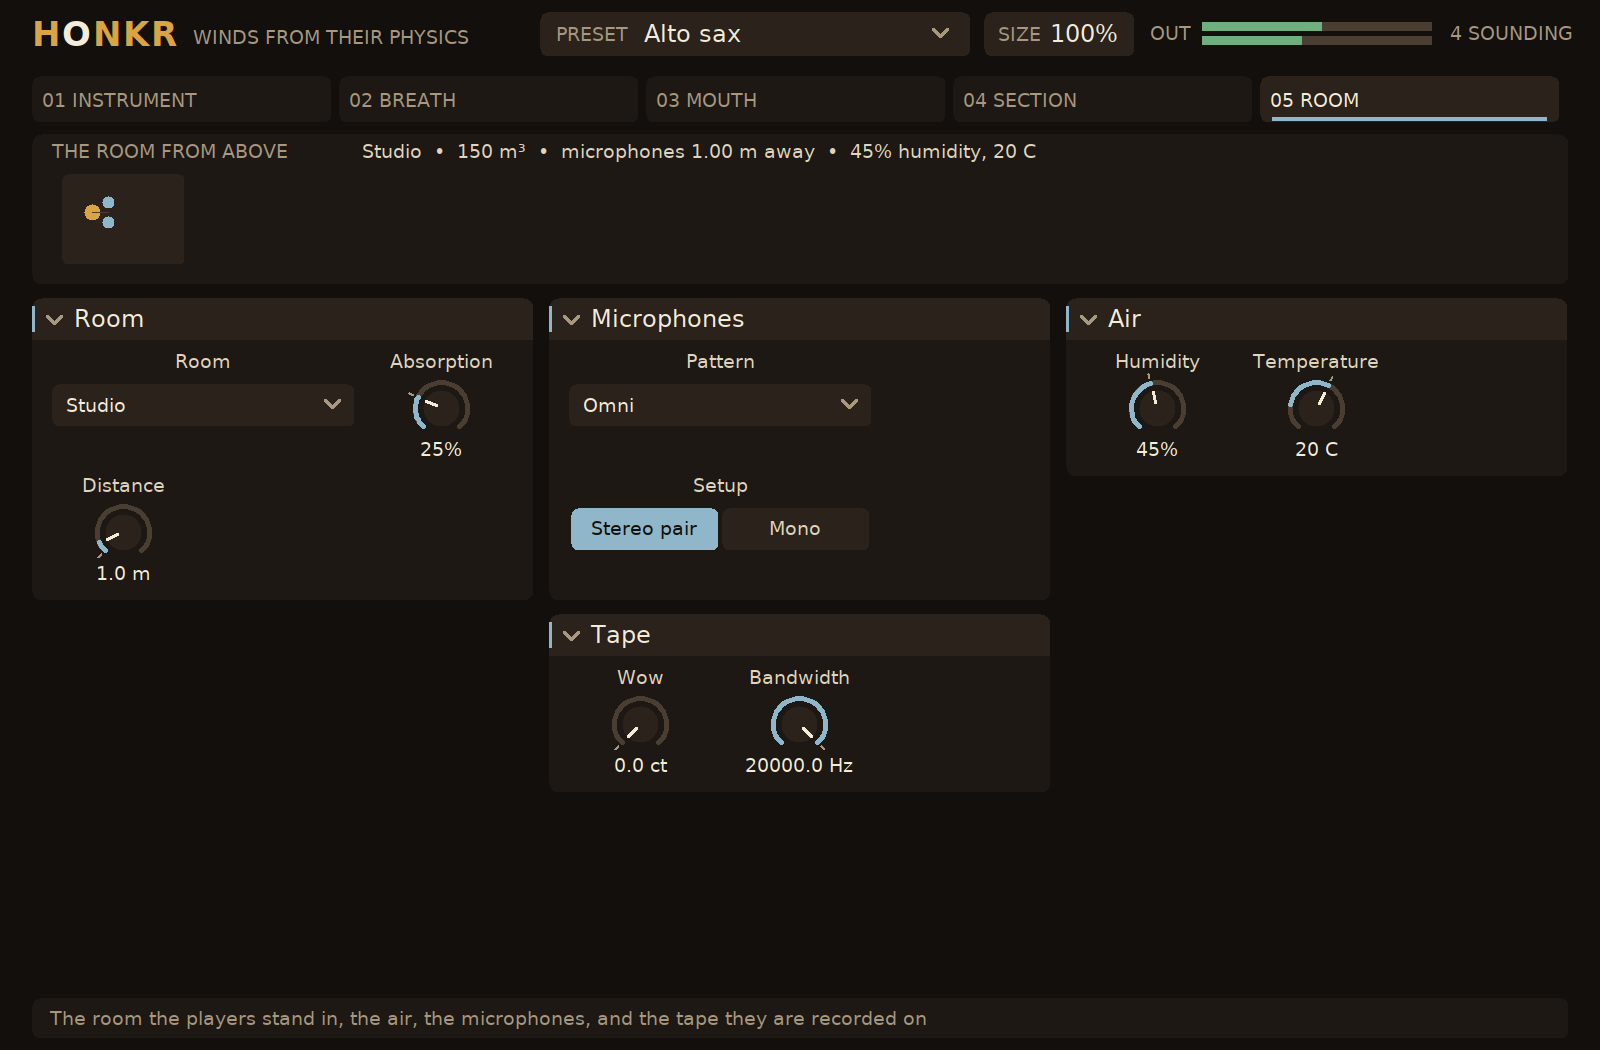 HONKR WINDS FROM THEIR PHYSICS PRESET Alto sax SIZE 100% OUT 4 SOUNDING
01 INSTRUMENT 02 BREATH 03 MOUTH 04 SECTION 05 ROOM
THE ROOM FROM ABOVE Studio • 150 m³ • microphones 1.00 m away • 45% humidity, 20 C
Room
Room Absorption
Studio
25%
Distance
1.0 m
Microphones
Pattern
Omni
Setup
Stereo pair Mono
Tape
Wow Bandwidth
0.0 ct 20000.0 Hz
Air
Humidity Temperature
45% 20 C
The room the players stand in, the air, the microphones, and the tape they are recorded on